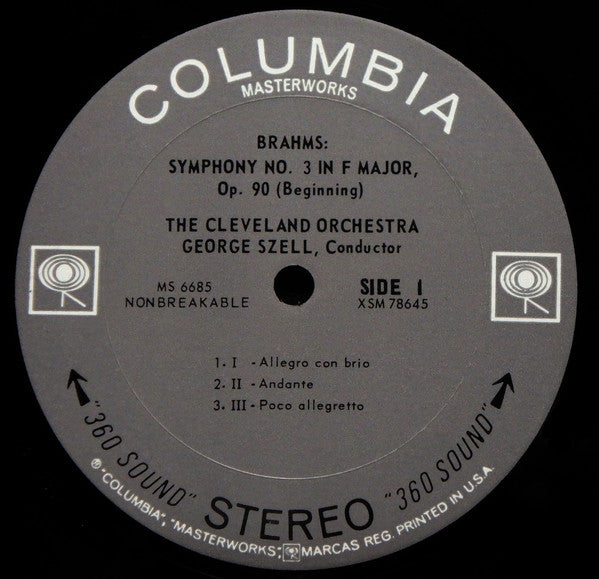 COLUMBIA
MASTERWORKS
BRAHMS:
SYMPHONY NO. 3 IN F MAJOR,
Op. 90 (Beginning)
THE CLEVELAND ORCHESTRA
GEORGE SZELL, Conductor
MS 6685
NONBREAKABLE
SIDE 1
XSM 78645
1. I - Allegro con brio
2. II - Andante
3. III - Poco allegretto
"360 SOUND" STEREO "360 SOUND"
® "COLUMBIA", "MASTERWORKS", MARCAS REG. PRINTED IN U.S.A.